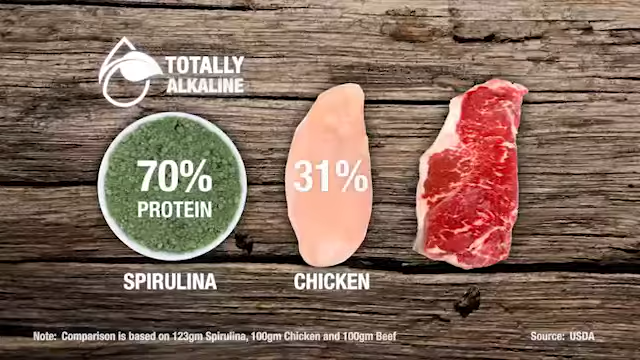 TOTALLY
ALKALINE
70%
PROTEIN
31%
SPIRULINA
CHICKEN
Note: Comparison is based on 123gm Spirulina, 100gm Chicken and 100gm Beef
Source: USDA